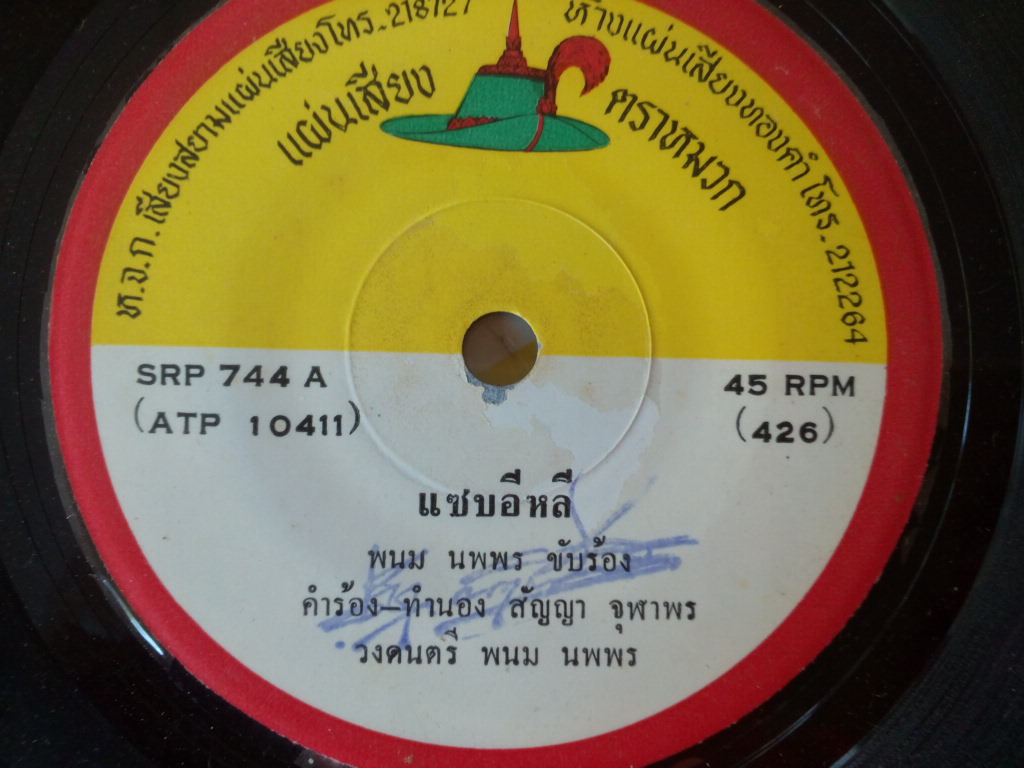 ห.จ.ก. เสียงสยามแผ่นเสียงโทร. 218127
ห้างแผ่นเสียงทองคำ โทร. 212264
แผ่นเสียง ตราหมวก
SRP 744 A
(ATP 10411)
45 RPM
(426)
แซบอีหลี
พนม นพพร ขับร้อง
คำร้อง–ทำนอง สัญญา จุฬาพร
วงดนตรี พนม นพพร